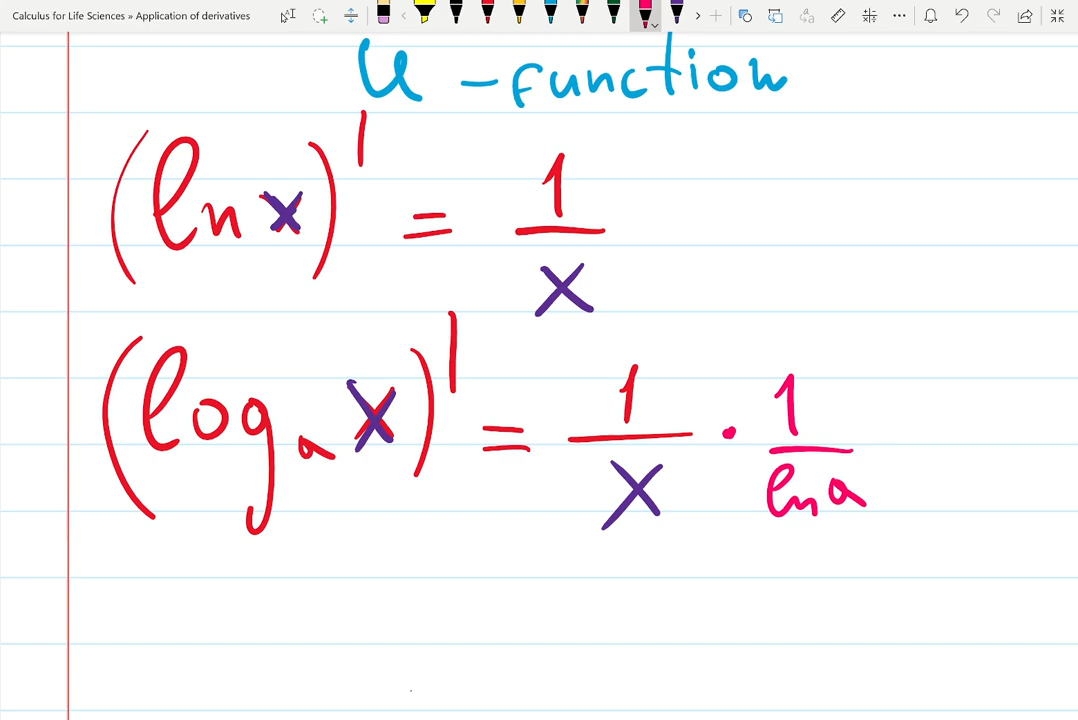 Calculus for Life Sciences » Application of derivatives
u - function
(ln x)' = 1/x
(log_a x)' = 1/x · 1/ln a